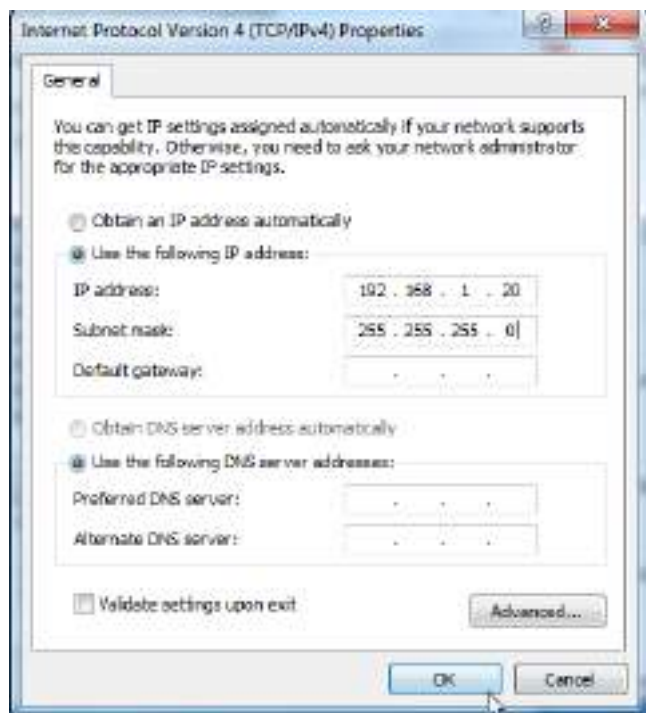 Internet Protocol Version 4 (TCP/IPv4) Properties
General
You can get IP settings assigned automatically if your network supports
this capability. Otherwise, you need to ask your network administrator
for the appropriate IP settings.
Obtain an IP address automatically
Use the following IP address:
IP address: 192 . 168 . 1 . 20
Subnet mask: 255 . 255 . 255 . 0
Default gateway: . . .
Obtain DNS server address automatically
Use the following DNS server addresses:
Preferred DNS server: . . .
Alternate DNS server: . . .
Validate settings upon exit
Advanced...
OK Cancel